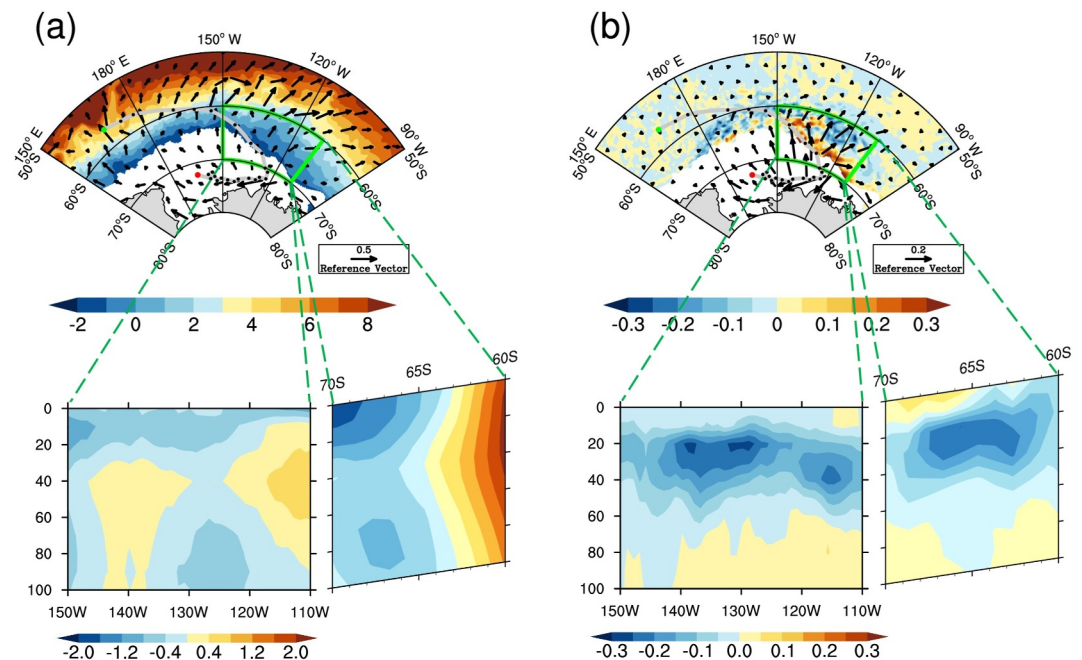 (a)
150° W
180° E
120° W
150° E
50°S
90° W
50°S
60°S
60°S
70°S
70°S
80°S
60°S
0.5
Reference Vector
-2 0 2 4 6 8
70S
65S
60S
0
20
40
60
80
100
150W 140W 130W 120W 110W
-2.0 -1.2 -0.4 0.4 1.2 2.0
(b)
150° W
180° E
120° W
150° E
50°S
90° W
50°S
60°S
60°S
70°S
70°S
80°S
80°S
0.2
Reference Vector
-0.3 -0.2 -0.1 0 0.1 0.2 0.3
70S
65S
60S
0
20
40
60
80
100
150W 140W 130W 120W 110W
-0.3 -0.2 -0.1 0.0 0.1 0.2 0.3